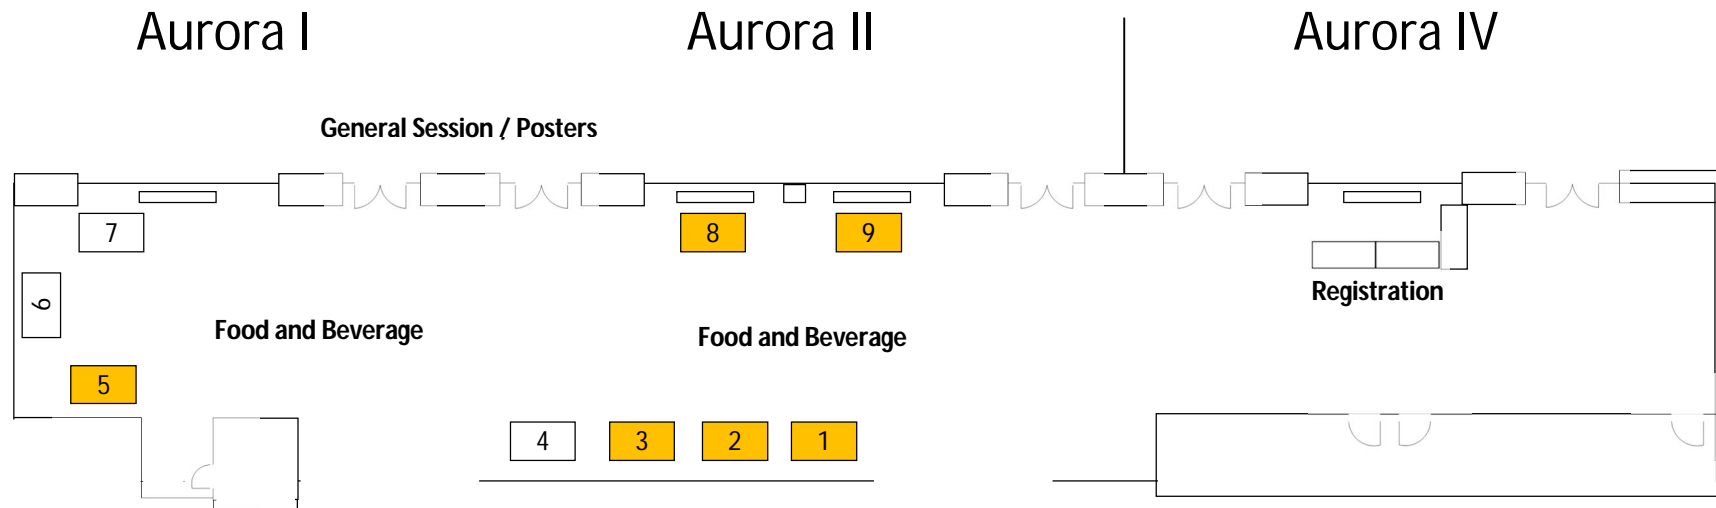 Aurora I
Aurora II
Aurora IV
General Session / Posters
7
8
9
6
Registration
Food and Beverage
Food and Beverage
5
4
3
2
1